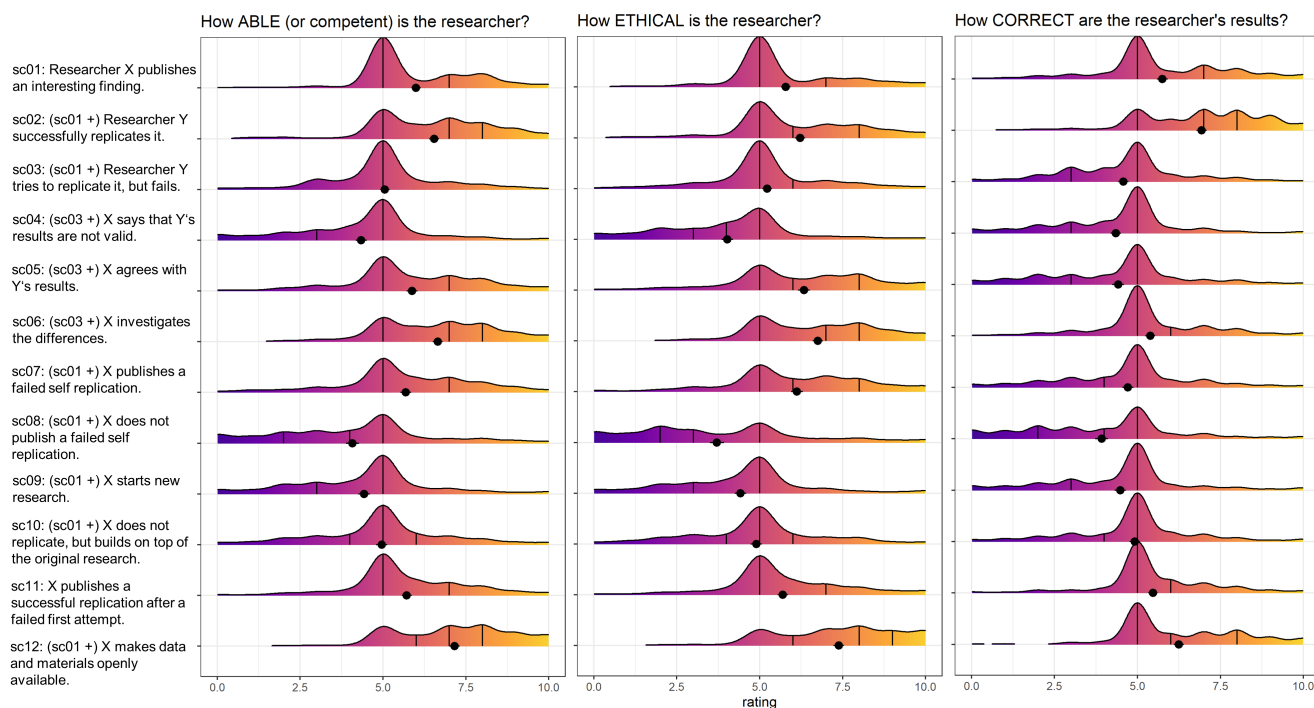 How ABLE (or competent) is the researcher?
How ETHICAL is the researcher?
How CORRECT are the researcher's results?
sc01: Researcher X publishes
an interesting finding.
sc02: (sc01 +) Researcher Y
successfully replicates it.
sc03: (sc01 +) Researcher Y
tries to replicate it, but fails.
sc04: (sc03 +) X says that Y's
results are not valid.
sc05: (sc03 +) X agrees with
Y's results.
sc06: (sc03 +) X investigates
the differences.
sc07: (sc01 +) X publishes a
failed self replication.
sc08: (sc01 +) X does not
publish a failed self
replication.
sc09: (sc01 +) X starts new
research.
sc10: (sc01 +) X does not
replicate, but builds on top of
the original research.
sc11: X publishes a
successful replication after a
failed first attempt.
sc12: (sc01 +) X makes data
and materials openly
available.
0.0 2.5 5.0 7.5 10.0
0.0 2.5 5.0 7.5 10.0
0.0 2.5 5.0 7.5 10.0
rating